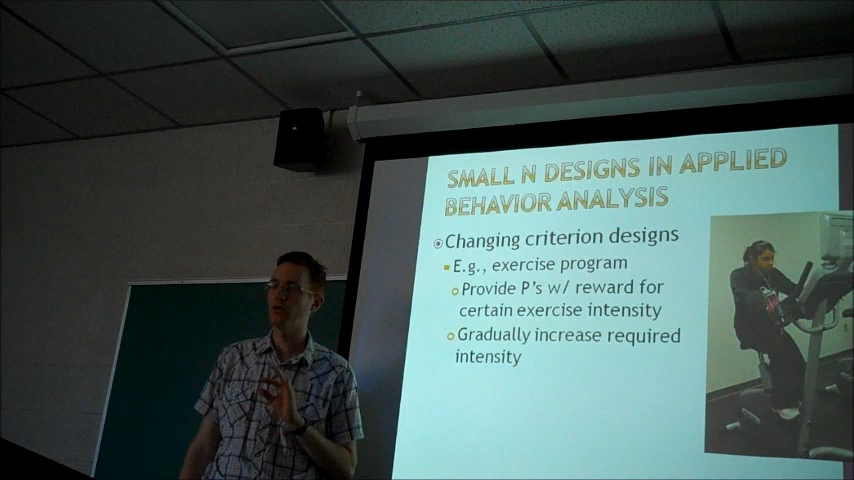 SMALL N DESIGNS IN APPLIED
BEHAVIOR ANALYSIS
Changing criterion designs
E.g., exercise program
Provide P's w/ reward for
certain exercise intensity
Gradually increase required
intensity